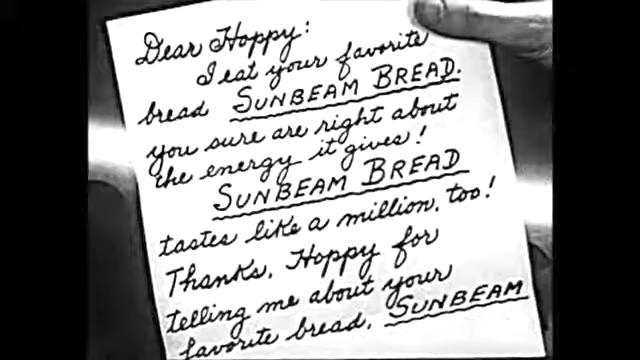 Dear Hoppy:
I eat your favorite
bread SUNBEAM BREAD.
you sure are right about
the energy it gives!
SUNBEAM BREAD
tastes like a million, too!
Thanks, Hoppy for
telling me about your
favorite bread, SUNBEAM